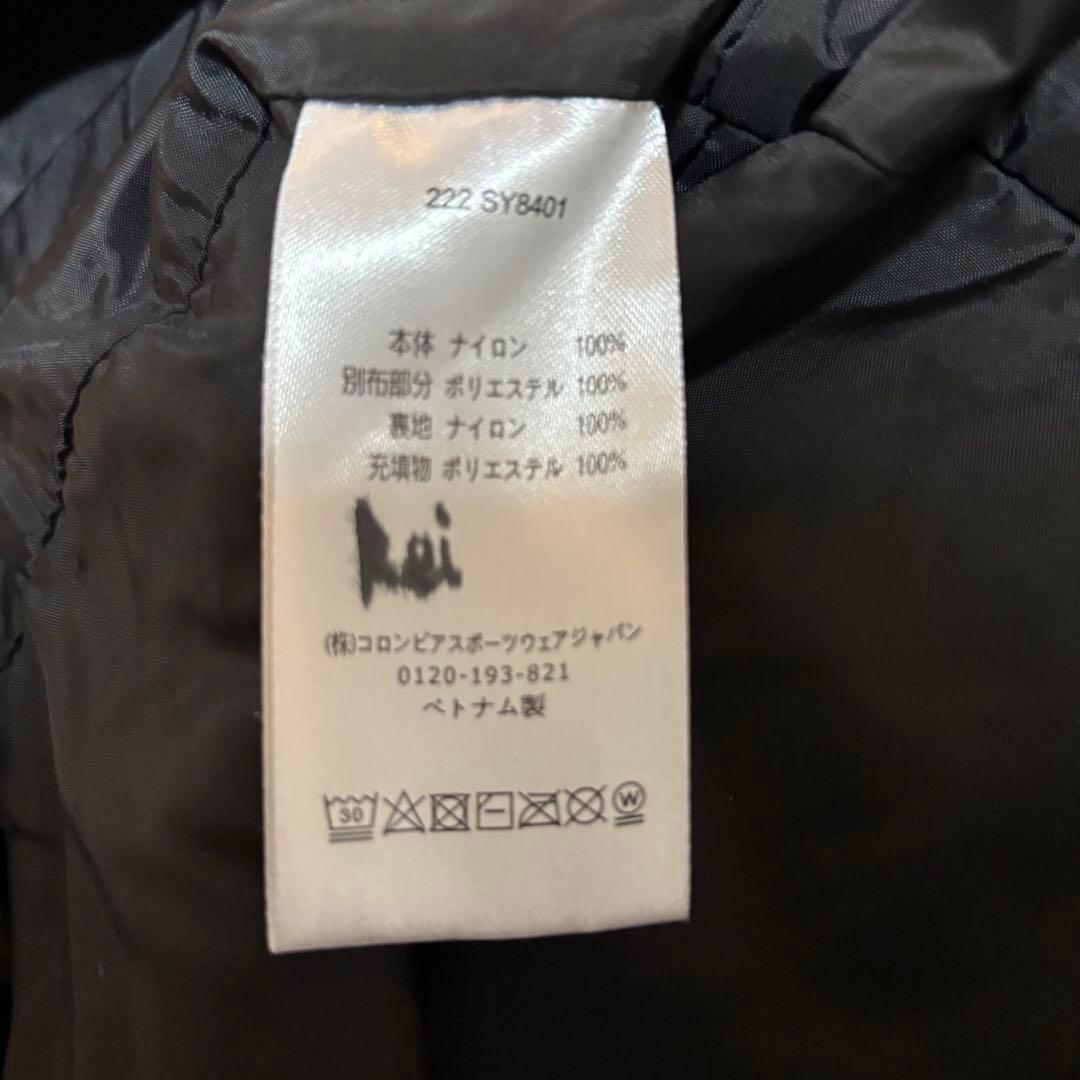 222 SY8401
本体 ナイロン 100%
別布部分 ポリエステル 100%
裏地 ナイロン 100%
充填物 ポリエステル 100%
Rei
(株)コロンビアスポーツウェアジャパン
0120-193-821
ベトナム製
30 W